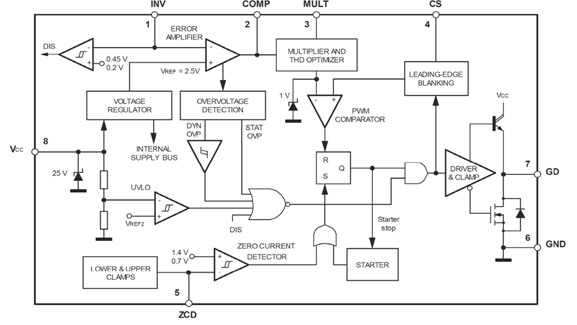 INV
COMP
MULT
CS
1
2
3
4
DIS
ERROR
AMPLIFIER
0.45 V
0.2 V
VREF = 2.5V
MULTIPLIER AND
THD OPTIMIZER
LEADING-EDGE
BLANKING
VOLTAGE
REGULATOR
OVERVOLTAGE
DETECTION
1 V
PWM
COMPARATOR
Vcc
DYN
OVP
STAT
OVP
INTERNAL
SUPPLY BUS
VCC
8
25 V
R
S
Q
DRIVER
& CLAMP
7
GD
UVLO
VREF2
DIS
Starter
stop
6
GND
1.4 V
0.7 V
ZERO CURRENT
DETECTOR
LOWER & UPPER
CLAMPS
STARTER
5
ZCD